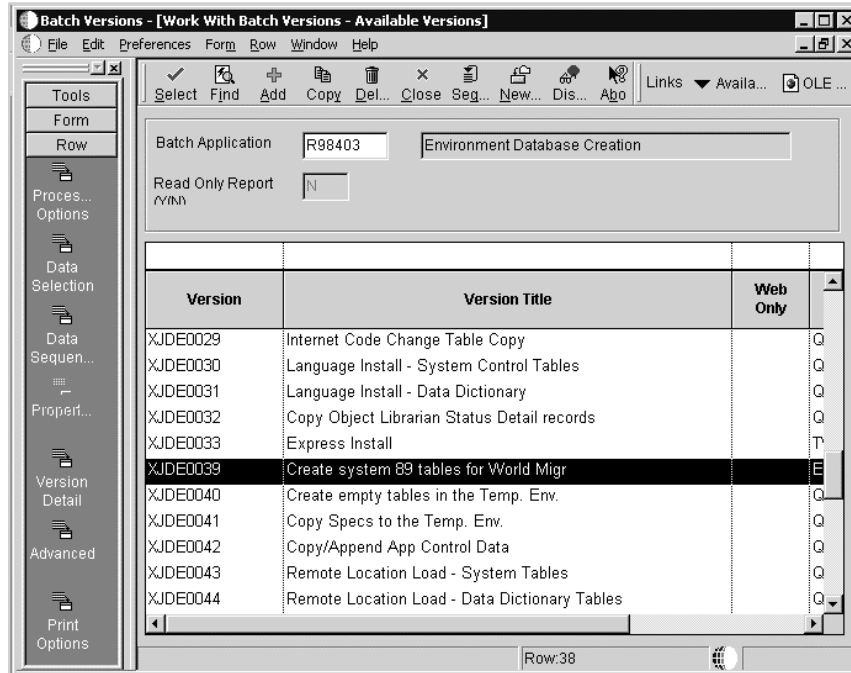 Batch Versions - [Work With Batch Versions - Available Versions]
File Edit Preferences Form Row Window Help
Tools
Form
Row
Proces...
Options
Data
Selection
Data
Sequen...
Propert...
Version
Detail
Advanced
Print
Options
Select Find Add Copy Del... Close Seq... New... Dis... Abo Links Availa... OLE ...
Batch Application R98403 Environment Database Creation
Read Only Report N
(Y/N)
Version Version Title Web Only
XJDE0029 Internet Code Change Table Copy Q
XJDE0030 Language Install - System Control Tables Q
XJDE0031 Language Install - Data Dictionary Q
XJDE0032 Copy Object Librarian Status Detail records Q
XJDE0033 Express Install
XJDE0039 Create system 89 tables for World Migr E
XJDE0040 Create empty tables in the Temp. Env. Q
XJDE0041 Copy Specs to the Temp. Env. Q
XJDE0042 Copy/Append App Control Data Q
XJDE0043 Remote Location Load - System Tables Q
XJDE0044 Remote Location Load - Data Dictionary Tables Q
Row:38